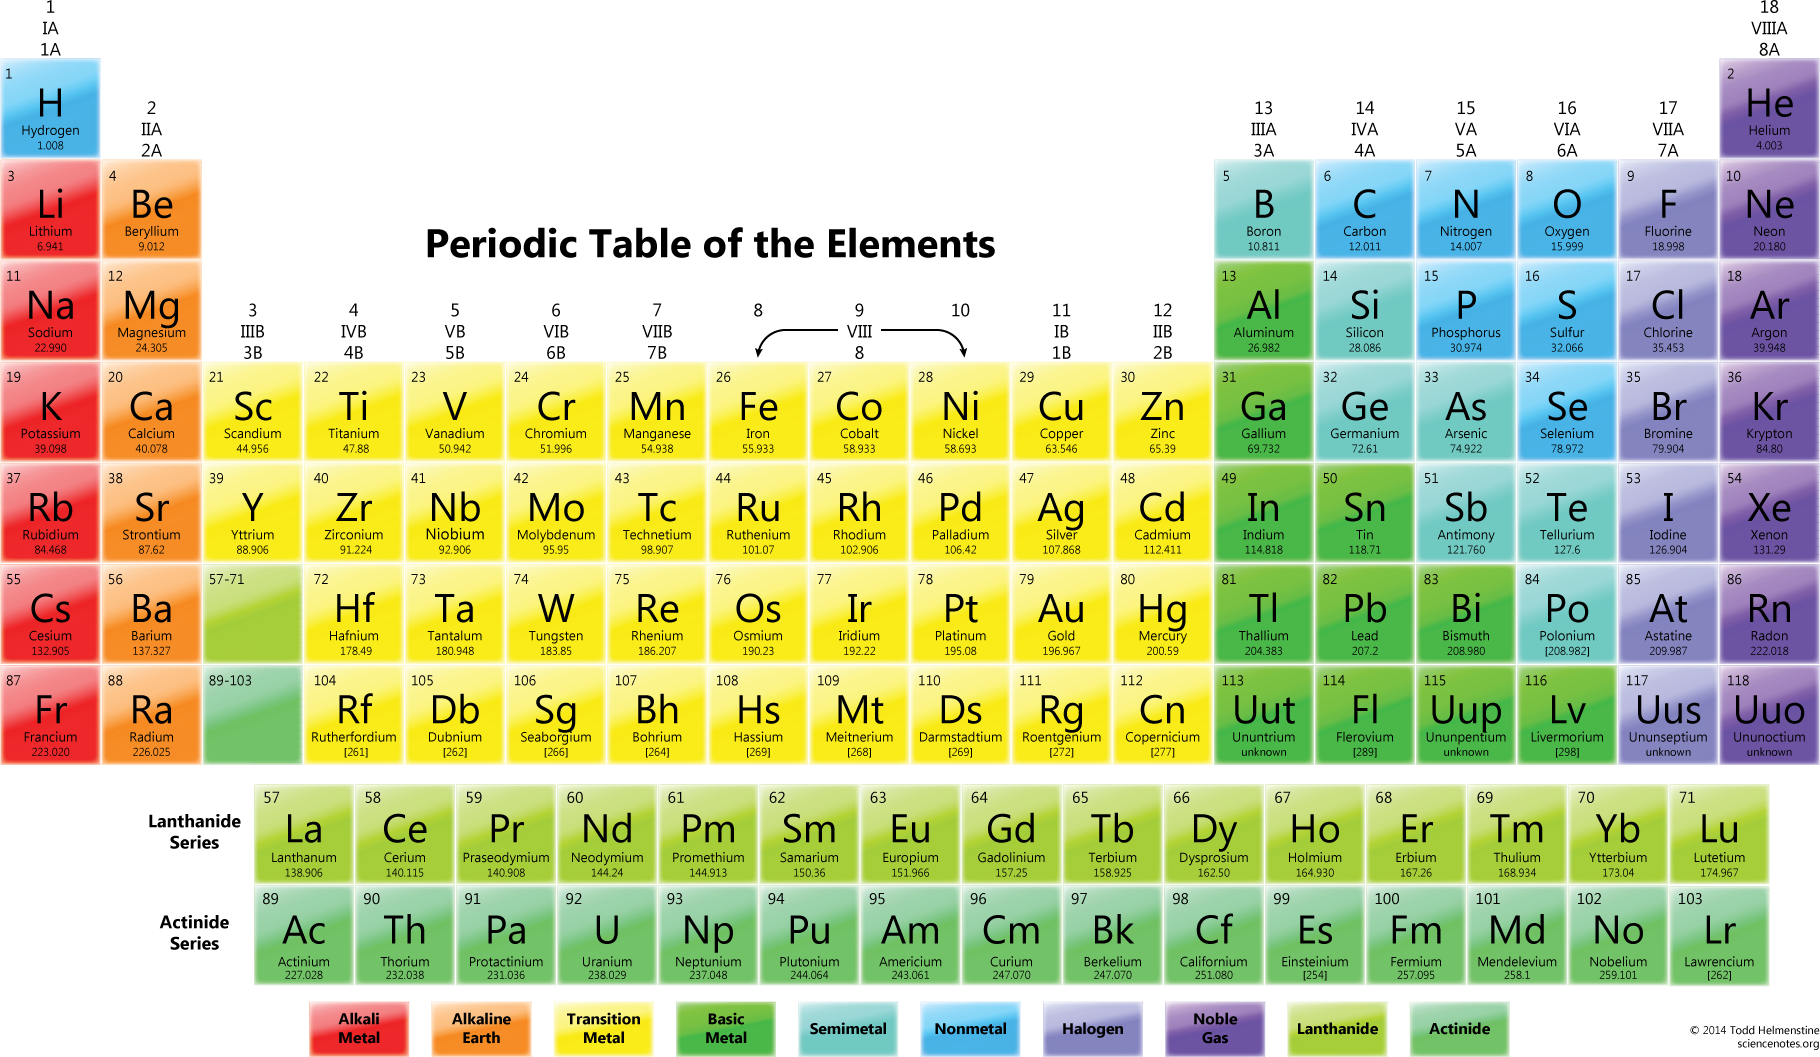 1
IA
1A
18
VIIIA
8A
1
H
Hydrogen
1.008
2
IIA
2A
13
IIIA
3A
14
IVA
4A
15
VA
5A
16
VIA
6A
17
VIIA
7A
2
He
Helium
4.003
3
Li
Lithium
6.941
4
Be
Beryllium
9.012
5
B
Boron
10.811
6
C
Carbon
12.011
7
N
Nitrogen
14.007
8
O
Oxygen
15.999
9
F
Fluorine
18.998
10
Ne
Neon
20.180
Periodic Table of the Elements
11
Na
Sodium
22.990
12
Mg
Magnesium
24.305
3
IIIB
3B
4
IVB
4B
5
VB
5B
6
VIB
6B
7
VIIB
7B
8
9
VIII
8
10
11
IB
1B
12
IIB
2B
13
Al
Aluminum
26.982
14
Si
Silicon
28.086
15
P
Phosphorus
30.974
16
S
Sulfur
32.066
17
Cl
Chlorine
35.453
18
Ar
Argon
39.948
19
K
Potassium
39.098
20
Ca
Calcium
40.078
21
Sc
Scandium
44.956
22
Ti
Titanium
47.88
23
V
Vanadium
50.942
24
Cr
Chromium
51.996
25
Mn
Manganese
54.938
26
Fe
Iron
55.933
27
Co
Cobalt
58.933
28
Ni
Nickel
58.693
29
Cu
Copper
63.546
30
Zn
Zinc
65.39
31
Ga
Gallium
69.732
32
Ge
Germanium
72.61
33
As
Arsenic
74.922
34
Se
Selenium
78.972
35
Br
Bromine
79.904
36
Kr
Krypton
84.80
37
Rb
Rubidium
84.468
38
Sr
Strontium
87.62
39
Y
Yttrium
88.906
40
Zr
Zirconium
91.224
41
Nb
Niobium
92.906
42
Mo
Molybdenum
95.95
43
Tc
Technetium
98.907
44
Ru
Ruthenium
101.07
45
Rh
Rhodium
102.906
46
Pd
Palladium
106.42
47
Ag
Silver
107.868
48
Cd
Cadmium
112.411
49
In
Indium
114.818
50
Sn
Tin
118.71
51
Sb
Antimony
121.760
52
Te
Tellurium
127.6
53
I
Iodine
126.904
54
Xe
Xenon
131.29
55
Cs
Cesium
132.905
56
Ba
Barium
137.327
57-71
72
Hf
Hafnium
178.49
73
Ta
Tantalum
180.948
74
W
Tungsten
183.85
75
Re
Rhenium
186.207
76
Os
Osmium
190.23
77
Ir
Iridium
192.22
78
Pt
Platinum
195.08
79
Au
Gold
196.967
80
Hg
Mercury
200.59
81
Tl
Thallium
204.383
82
Pb
Lead
207.2
83
Bi
Bismuth
208.980
84
Po
Polonium
[208.982]
85
At
Astatine
209.987
86
Rn
Radon
222.018
87
Fr
Francium
223.020
88
Ra
Radium
226.025
89-103
104
Rf
Rutherfordium
[261]
105
Db
Dubnium
[262]
106
Sg
Seaborgium
[266]
107
Bh
Bohrium
[264]
108
Hs
Hassium
[269]
109
Mt
Meitnerium
[268]
110
Ds
Darmstadtium
[269]
111
Rg
Roentgenium
[272]
112
Cn
Copernicium
[277]
113
Uut
Ununtrium
unknown
114
Fl
Flerovium
[289]
115
Uup
Ununpentium
unknown
116
Lv
Livermorium
[298]
117
Uus
Ununseptium
unknown
118
Uuo
Ununoctium
unknown
Lanthanide
Series
57
La
Lanthanum
138.906
58
Ce
Cerium
140.115
59
Pr
Praseodymium
140.908
60
Nd
Neodymium
144.24
61
Pm
Promethium
144.913
62
Sm
Samarium
150.36
63
Eu
Europium
151.966
64
Gd
Gadolinium
157.25
65
Tb
Terbium
158.925
66
Dy
Dysprosium
162.50
67
Ho
Holmium
164.930
68
Er
Erbium
167.26
69
Tm
Thulium
168.934
70
Yb
Ytterbium
173.04
71
Lu
Lutetium
174.967
Actinide
Series
89
Ac
Actinium
227.028
90
Th
Thorium
232.038
91
Pa
Protactinium
231.036
92
U
Uranium
238.029
93
Np
Neptunium
237.048
94
Pu
Plutonium
244.064
95
Am
Americium
243.061
96
Cm
Curium
247.070
97
Bk
Berkelium
247.070
98
Cf
Californium
251.080
99
Es
Einsteinium
[254]
100
Fm
Fermium
257.095
101
Md
Mendelevium
258.1
102
No
Nobelium
259.101
103
Lr
Lawrencium
[262]
Alkali
Metal
Alkaline
Earth
Transition
Metal
Basic
Metal
Semimetal
Nonmetal
Halogen
Noble
Gas
Lanthanide
Actinide
© 2014 Todd Helmenstine
sciencenotes.org